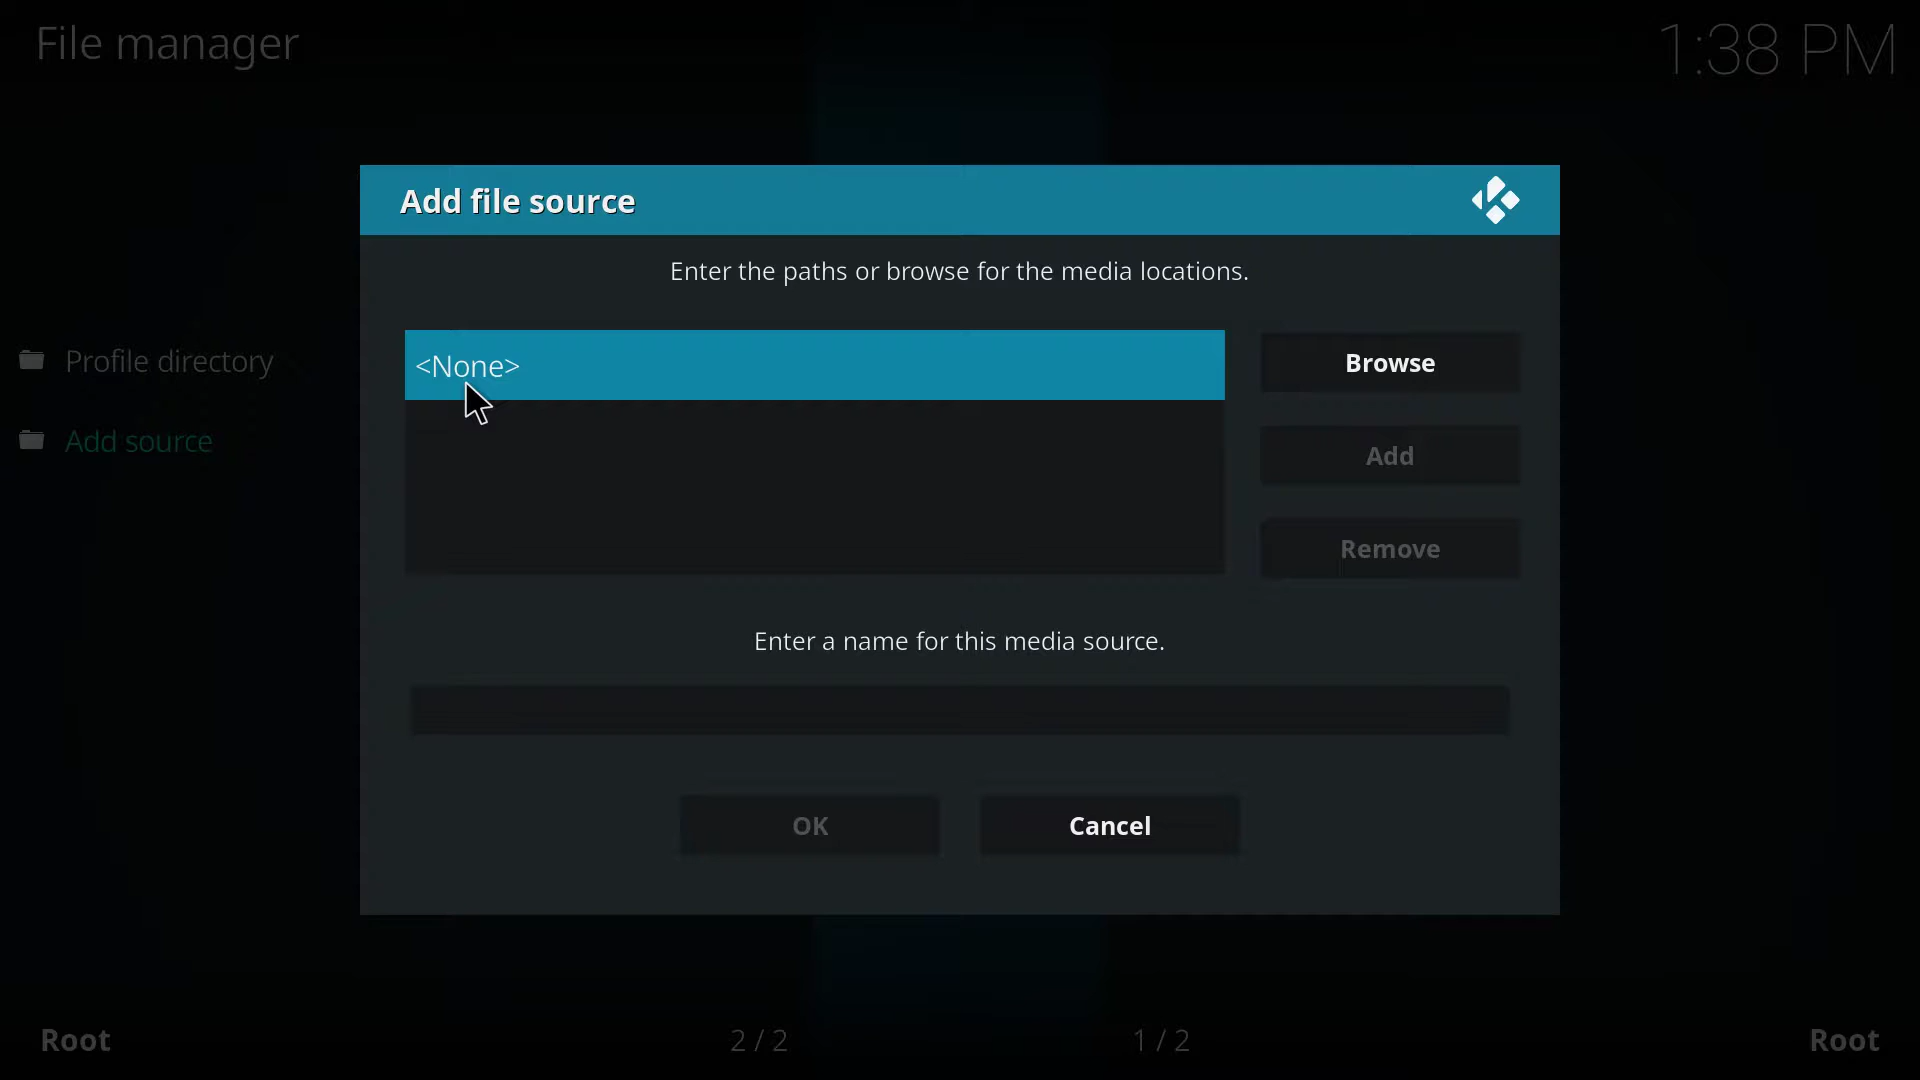 File manager
1:38 PM
Add file source
Enter the paths or browse for the media locations.
<None>
Browse
Profile directory
Add source
Add
Remove
Enter a name for this media source.
OK
Cancel
Root
2 / 2
1 / 2
Root